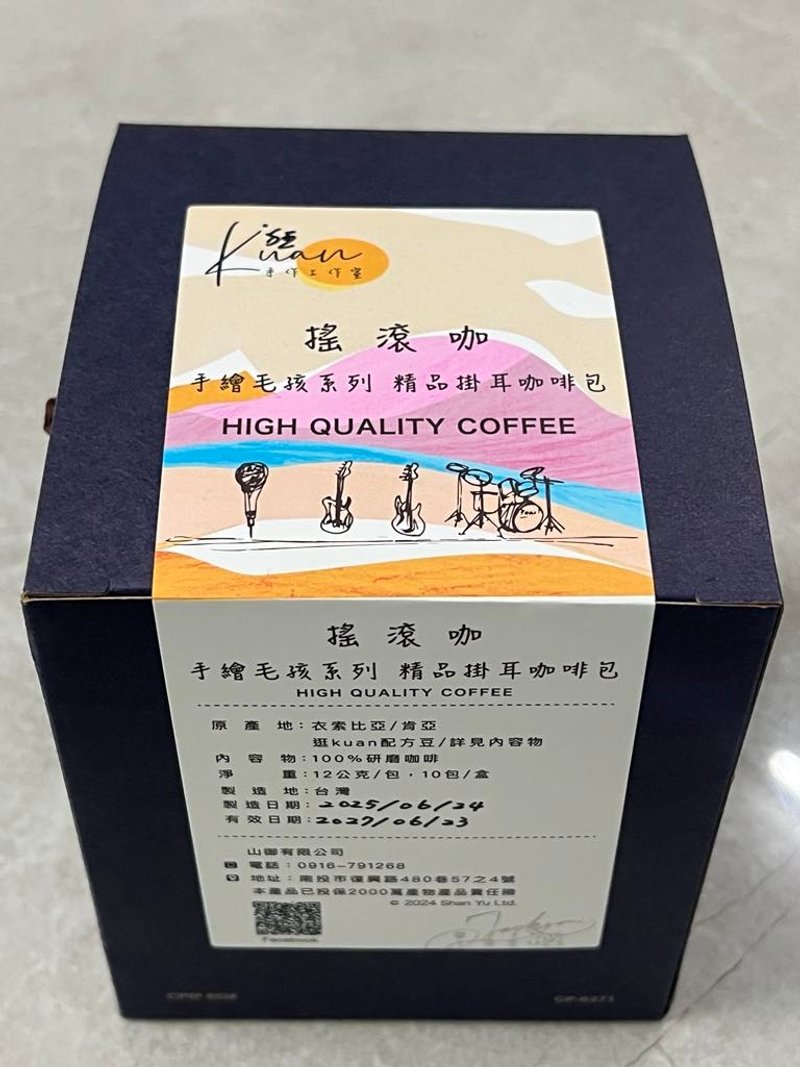 逛
Kuan
手作工作室
搖滾咖
手繪毛孩系列 精品掛耳咖啡包
HIGH QUALITY COFFEE
搖滾咖
手繪毛孩系列 精品掛耳咖啡包
HIGH QUALITY COFFEE
原產地:衣索比亞/肯亞
逛kuan配方豆/詳見內容物
內容物:100%研磨咖啡
淨重:12公克/包,10包/盒
製造地:台灣
製造日期:2025/06/24
有效日期:2027/06/23
山御有限公司
電話:0916-791268
地址:南投市復興路480巷57之4號
本產品已投保2000萬產物產品責任險
© 2024 Shan Yu Ltd.
Facebook